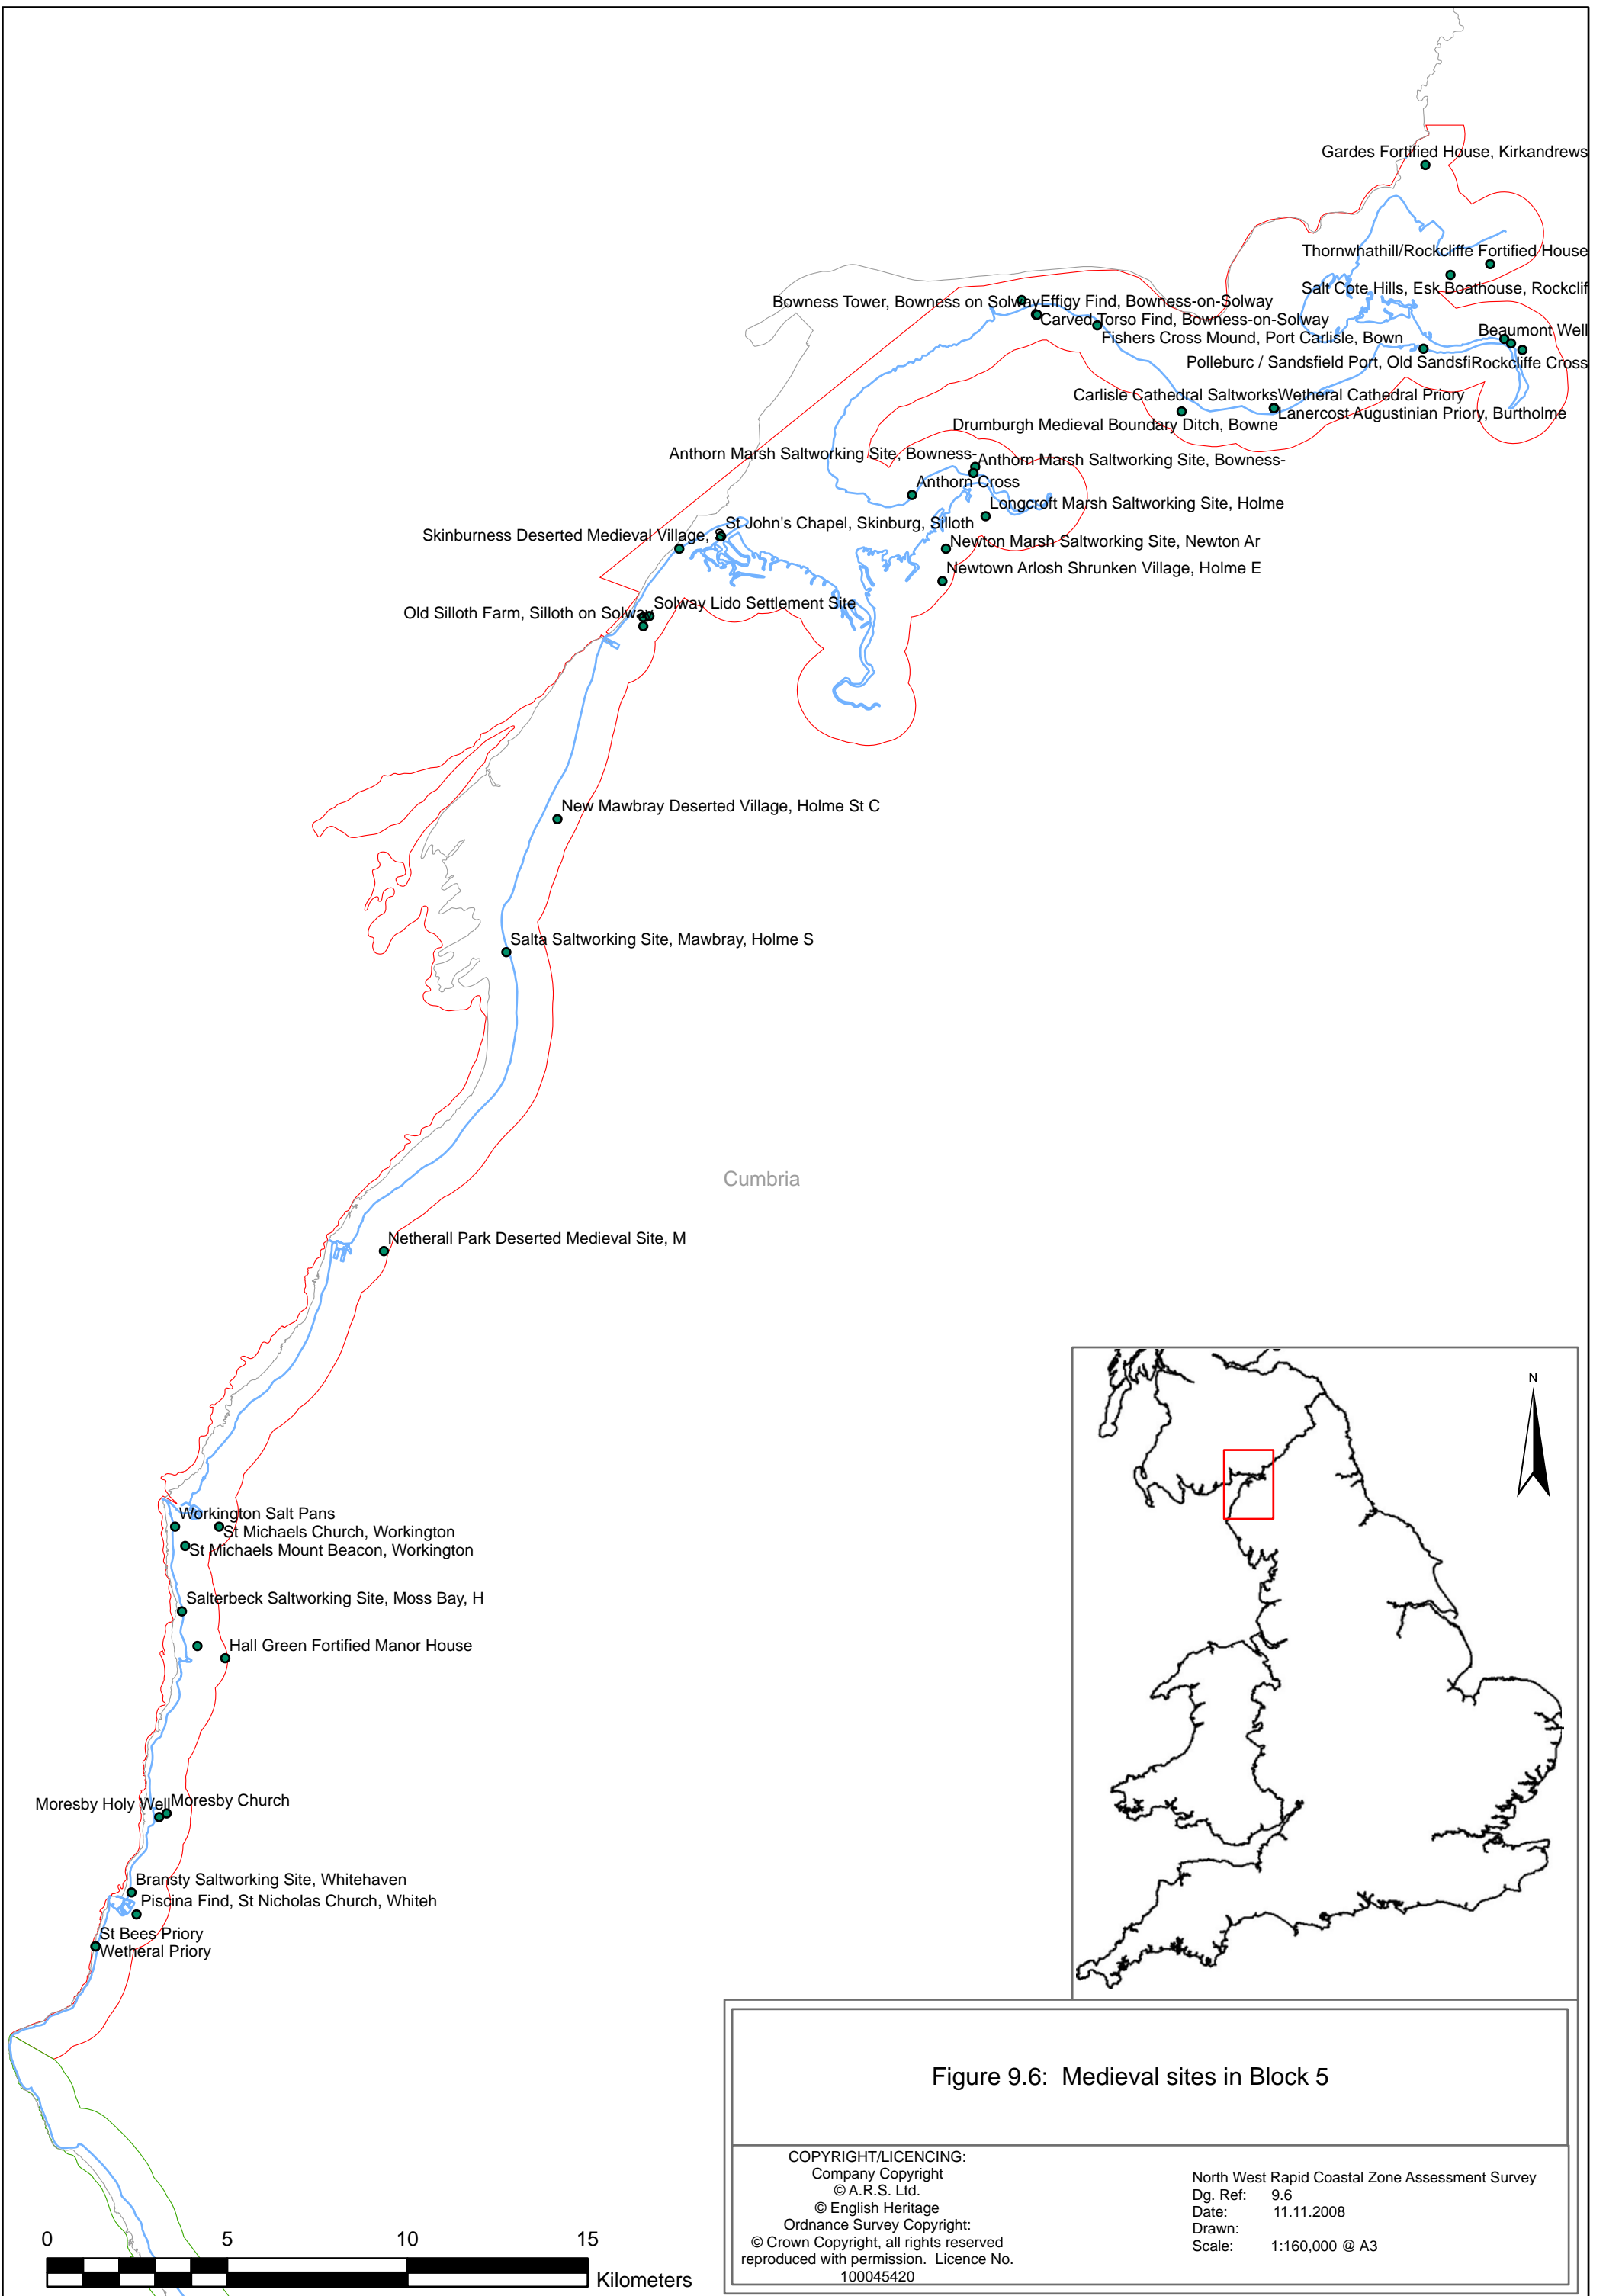 Gardes Fortified House, Kirkandrews
Thornwhathill/Rockcliffe Fortified House
Salt Cote Hills, Esk Boathouse, Rockclif
Bowness Tower, Bowness on Solway
Effigy Find, Bowness-on-Solway
Carved Torso Find, Bowness-on-Solway
Fishers Cross Mound, Port Carlisle, Bown
Beaumont Well
Polleburc / Sandsfield Port, Old Sandsfi
Rockcliffe Cross
Carlisle Cathedral Saltworks
Wetheral Cathedral Priory
Lanercost Augustinian Priory, Burtholme
Drumburgh Medieval Boundary Ditch, Bowne
Anthorn Marsh Saltworking Site, Bowness-
Anthorn Marsh Saltworking Site, Bowness-
Anthorn Cross
Longcroft Marsh Saltworking Site, Holme
St John's Chapel, Skinburg, Silloth
Skinburness Deserted Medieval Village, S
Newton Marsh Saltworking Site, Newton Ar
Newtown Arlosh Shrunken Village, Holme E
Solway Lido Settlement Site
Old Silloth Farm, Silloth on Solway
New Mawbray Deserted Village, Holme St C
Salta Saltworking Site, Mawbray, Holme S
Cumbria
Netherall Park Deserted Medieval Site, M
N
Workington Salt Pans
St Michaels Church, Workington
St Michaels Mount Beacon, Workington
Salterbeck Saltworking Site, Moss Bay, H
Hall Green Fortified Manor House
Moresby Holy Well
Moresby Church
Bransty Saltworking Site, Whitehaven
Piscina Find, St Nicholas Church, Whiteh
St Bees Priory
Wetheral Priory
Figure 9.6: Medieval sites in Block 5
COPYRIGHT/LICENCING:
Company Copyright
© A.R.S. Ltd.
© English Heritage
Ordnance Survey Copyright:
© Crown Copyright, all rights reserved
reproduced with permission. Licence No.
100045420
North West Rapid Coastal Zone Assessment Survey
Dg. Ref: 9.6
Date: 11.11.2008
Drawn:
Scale: 1:160,000 @ A3
0 5 10 15
Kilometers